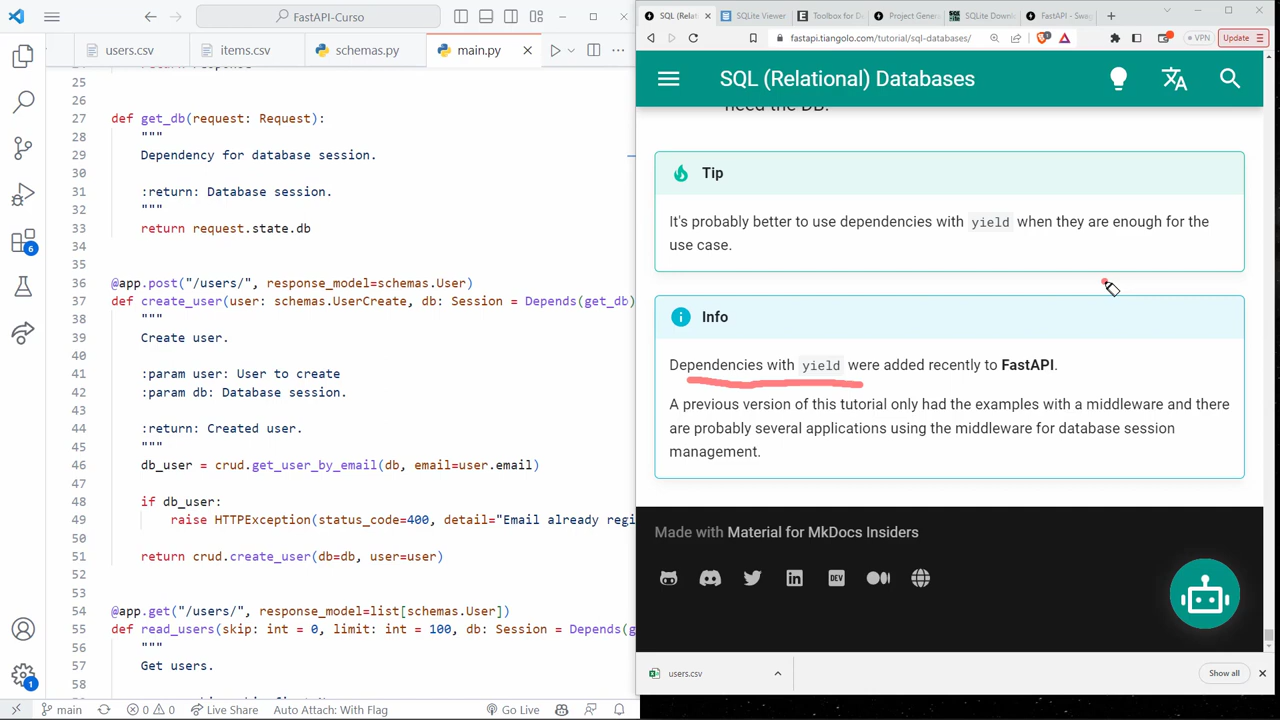 FastAPI-Curso
users.csv
items.csv
schemas.py
main.py
25
26
27 def get_db(request: Request):
28 """
29 Dependency for database session.
30
31 :return: Database session.
32 """
33 return request.state.db
34
35
36 @app.post("/users/", response_model=schemas.User)
37 def create_user(user: schemas.UserCreate, db: Session = Depends(get_db)
38 """
39 Create user.
40
41 :param user: User to create
42 :param db: Database session.
43
44 :return: Created user.
45 """
46 db_user = crud.get_user_by_email(db, email=user.email)
47
48 if db_user:
49 raise HTTPException(status_code=400, detail="Email already regi
50
51 return crud.create_user(db=db, user=user)
52
53
54 @app.get("/users/", response_model=list[schemas.User])
55 def read_users(skip: int = 0, limit: int = 100, db: Session = Depends(g
56 """
57 Get users.
58
6
1
main
0
0
Live Share
Auto Attach: With Flag
Go Live
SQL (Relat
SQLite Viewer
Toolbox for De
Project Gener
SQLite Downl
FastAPI - Swag
fastapi.tiangolo.com/tutorial/sql-databases/
VPN
Update
SQL (Relational) Databases
need the DB.
Tip
It's probably better to use dependencies with yield when they are enough for the
use case.
Info
Dependencies with yield were added recently to FastAPI.
A previous version of this tutorial only had the examples with a middleware and there
are probably several applications using the middleware for database session
management.
Made with Material for MkDocs Insiders
DEV
users.csv
Show all